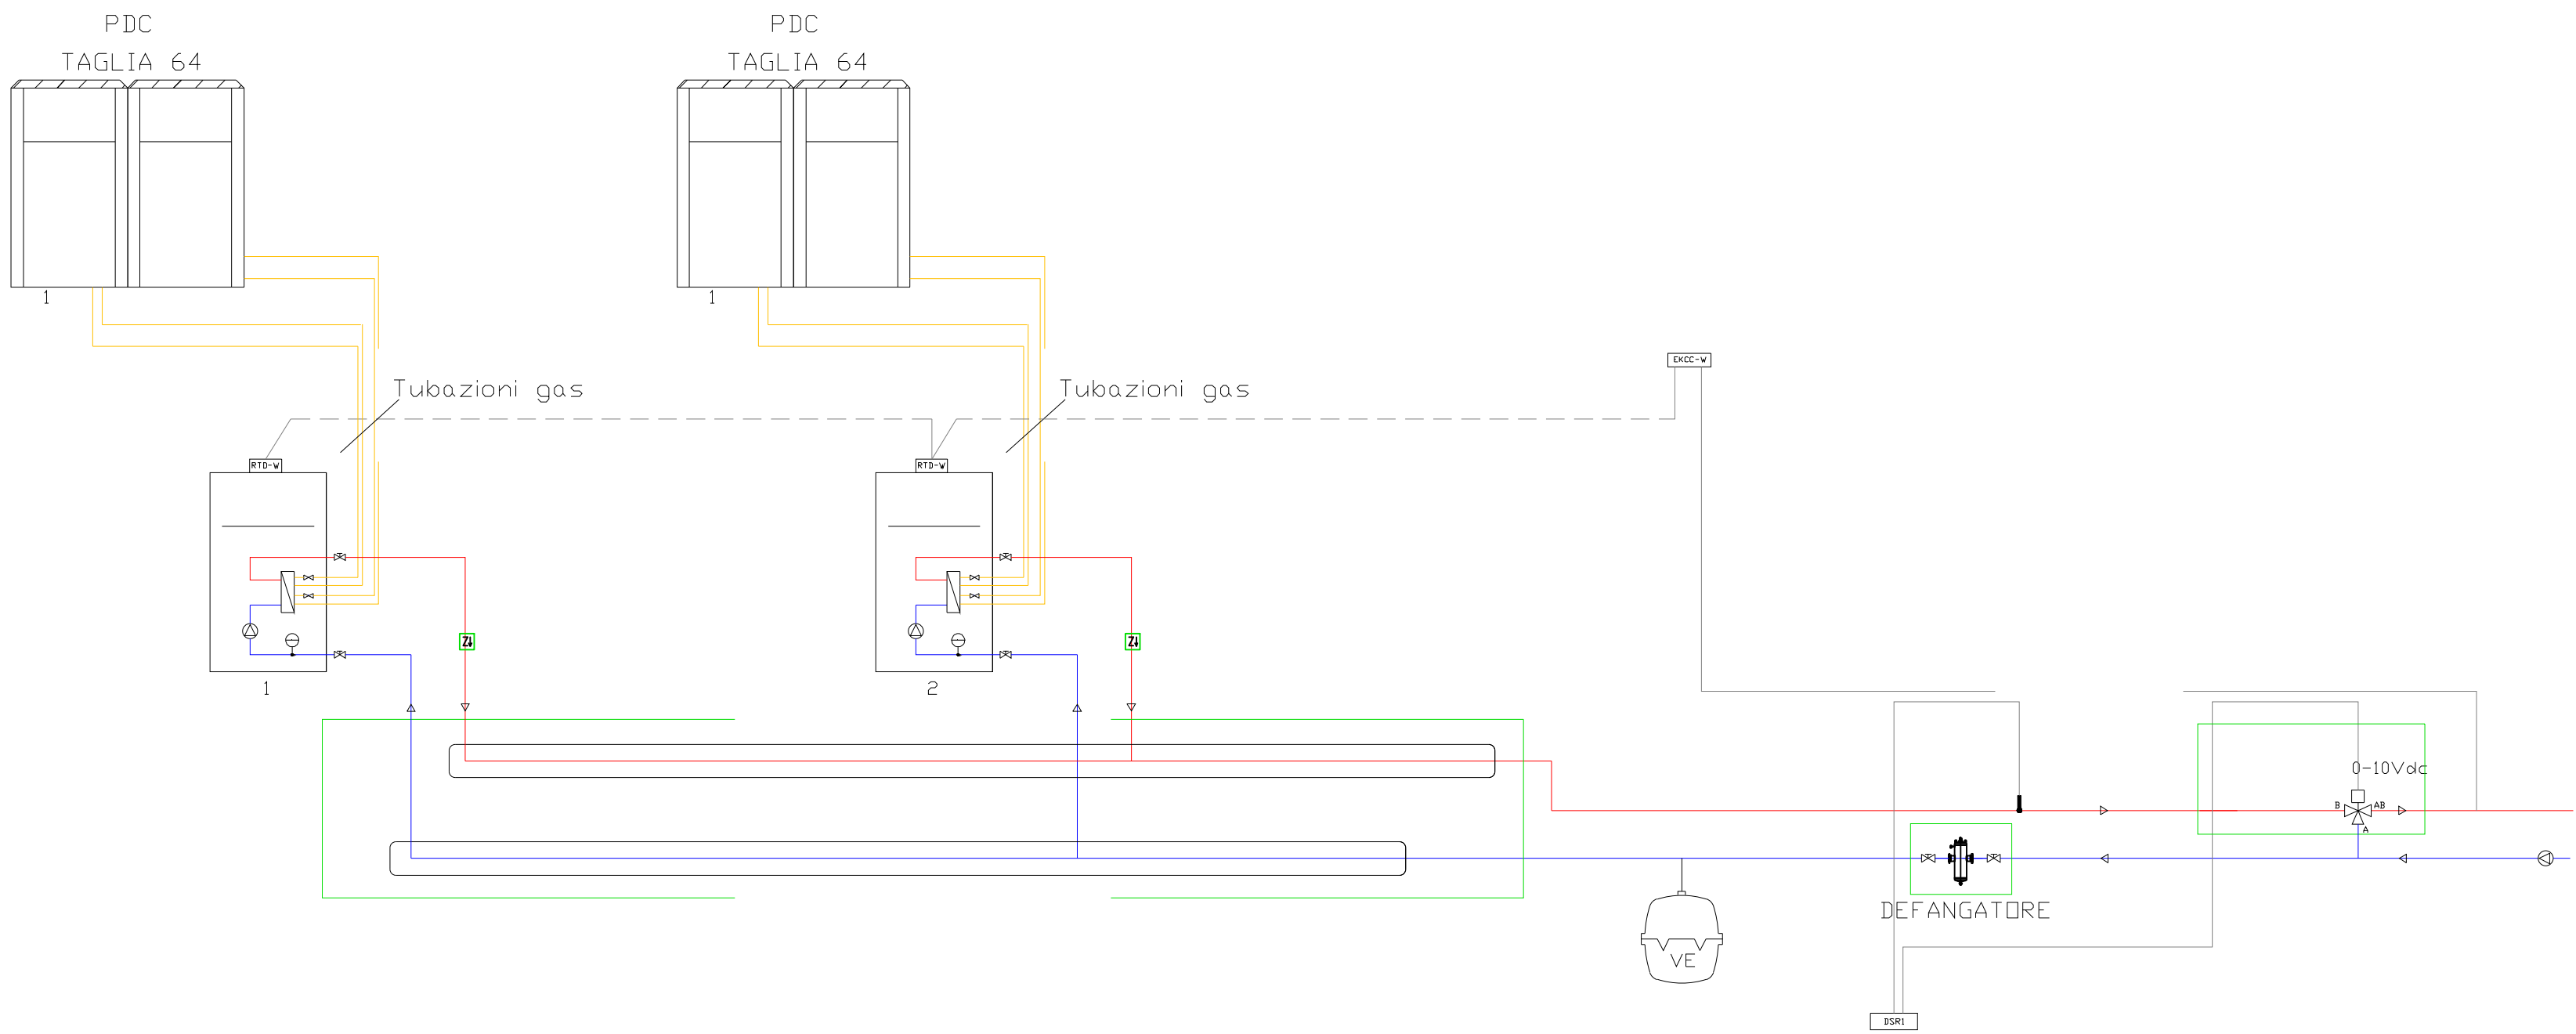 PDC
TAGLIA 64
PDC
TAGLIA 64
1
1
EKCC-W
Tubazioni gas
Tubazioni gas
RTD-W
RTD-W
1
2
0-10Vdc
B
AB
A
DEFANGATORE
VE
DSR1